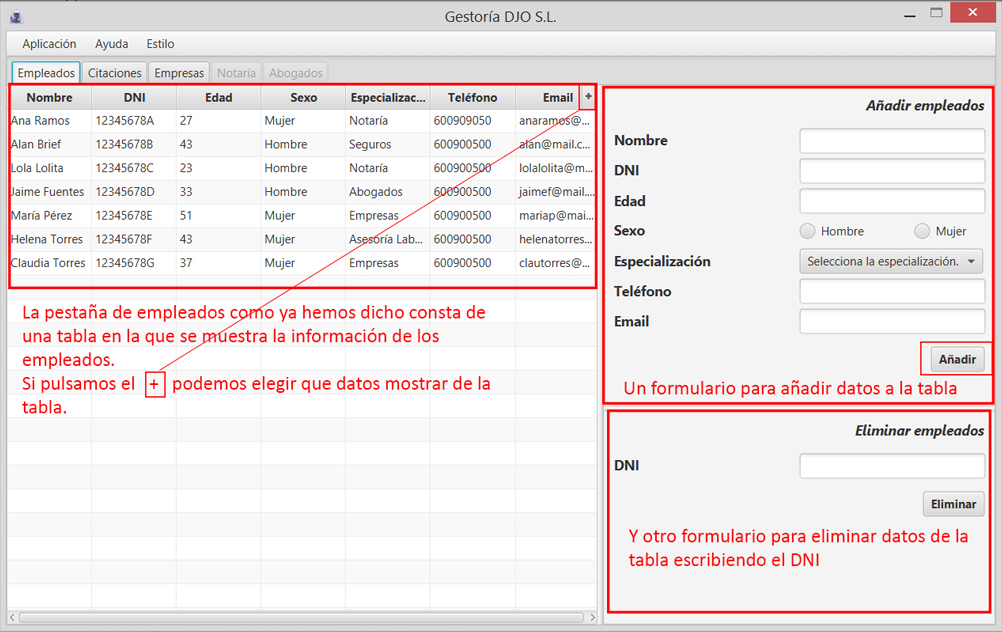 Gestoría DJO S.L.
Aplicación Ayuda Estilo
Empleados Citaciones Empresas Notaría Abogados
Nombre DNI Edad Sexo Especializac... Teléfono Email +
Ana Ramos 12345678A 27 Mujer Notaría 600909050 anaramos@...
Alan Brief 12345678B 43 Hombre Seguros 600900500 alan@mail.c...
Lola Lolita 12345678C 23 Hombre Notaría 600900500 lolalolita@m...
Jaime Fuentes 12345678D 33 Hombre Abogados 600900500 jaimef@mail....
María Pérez 12345678E 51 Mujer Empresas 600900500 mariap@mai...
Helena Torres 12345678F 43 Mujer Asesoría Lab... 600900500 helenatorres...
Claudia Torres 12345678G 37 Mujer Empresas 600900500 clautorres@...
La pestaña de empleados como ya hemos dicho consta de
una tabla en la que se muestra la información de los
empleados.
Si pulsamos el + podemos elegir que datos mostrar de la
tabla.
Añadir empleados
Nombre
DNI
Edad
Sexo Hombre Mujer
Especialización Selecciona la especialización.
Teléfono
Email
Añadir
Un formulario para añadir datos a la tabla
Eliminar empleados
DNI
Eliminar
Y otro formulario para eliminar datos de la
tabla escribiendo el DNI